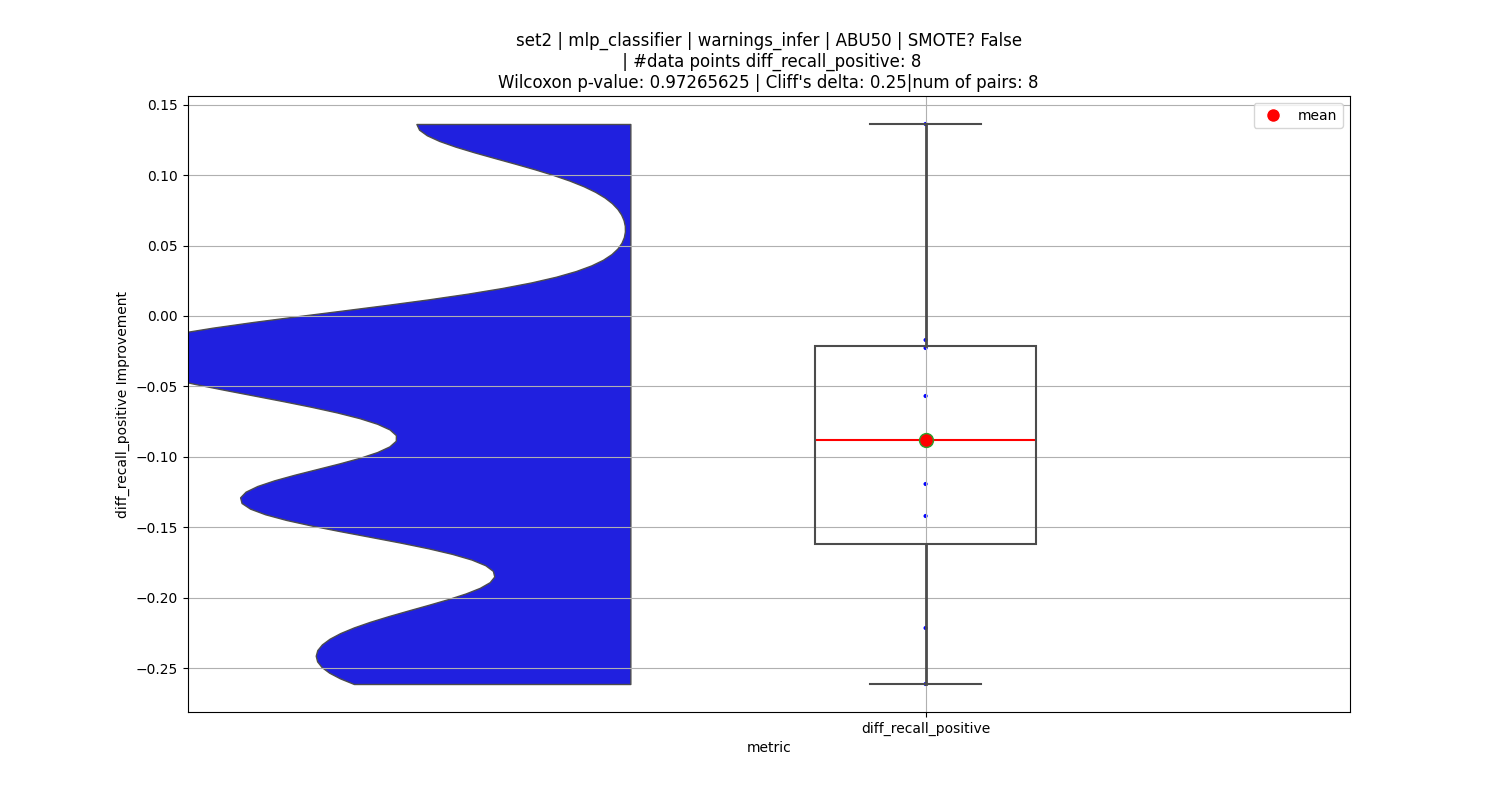 set2 | mlp_classifier | warnings_infer | ABU50 | SMOTE? False
| #data points diff_recall_positive: 8
Wilcoxon p-value: 0.97265625 | Cliff's delta: 0.25|num of pairs: 8
mean
0.15
0.10
0.05
0.00
−0.05
−0.10
−0.15
−0.20
−0.25
diff_recall_positive Improvement
diff_recall_positive
metric